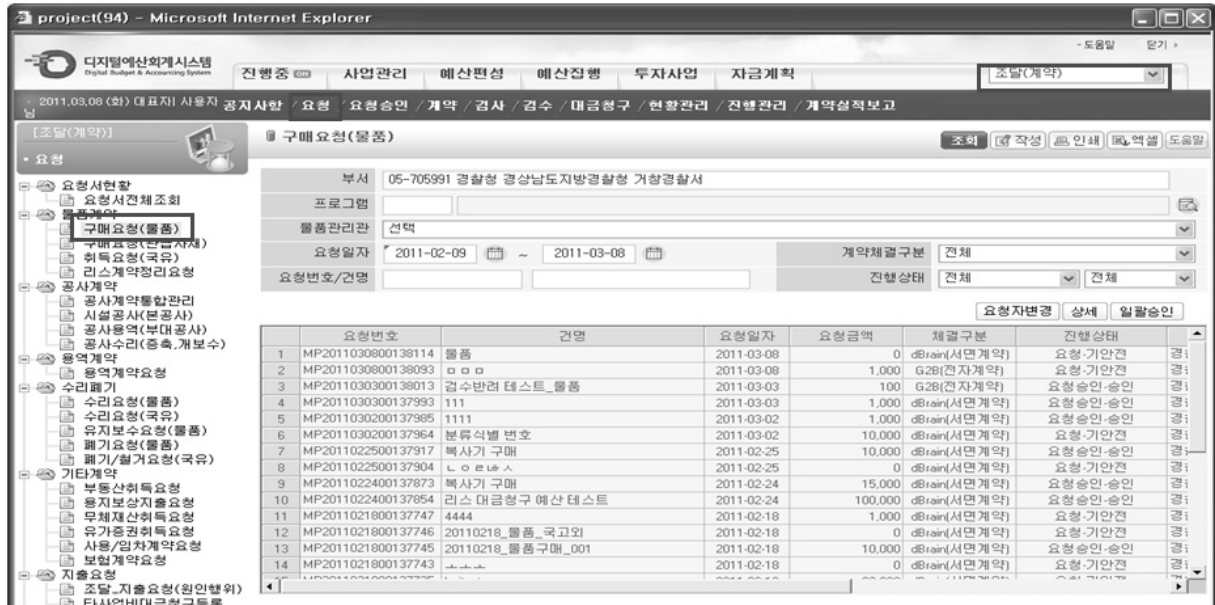 project(94) - Microsoft Internet Explorer
- 도움말 닫기
디지털예산회계시스템
Digital Budget & Accounting System
진행중 ON 사업관리 예산편성 예산집행 투자사업 자금계획 조달(계약)
2011,03,08 (화) 대표자| 사용자님
공지사항 / 요청 / 요청승인 / 계약 / 검사 / 검수 / 대금청구 / 현황관리 / 진행관리 / 계약실적보고
[조달(계약)]
• 요청
요청서현황
요청서전체조회
물품계약
구매요청(물품)
취득요청(국유)
리스계약정리요청
공사계약
공사계약통합관리
시설공사(본공사)
공사용역(부대공사)
공사수리(증축,개보수)
용역계약
용역계약요청
수리폐기
수리요청(물품)
수리요청(국유)
유지보수요청(물품)
폐기요청(물품)
폐기/철거요청(국유)
기타계약
부동산취득요청
용지보상지출요청
무체재산취득요청
유가증권취득요청
사용/임차계약요청
보험계약요청
지출요청
조달_지출요청(원인행위)
구매요청(물품)
조회 작성 인쇄 엑셀 도움말
부서 05-705991 경찰청 경상남도지방경찰청 거창경찰서
프로그램
물품관리관 선택
요청일자 2011-02-09 ~ 2011-03-08 계약체결구분 전체
요청번호/건명 진행상태 전체 전체
요청자변경 상세 일괄승인
요청번호 건명 요청일자 요청금액 체결구분 진행상태
1 MP2011030800138114 물품 2011-03-08 0 dBrain(서면계약) 요청-기안전
2 MP2011030800138093 ㅁㅁㅁ 2011-03-08 1,000 G2B(전자계약) 요청-기안전
3 MP2011030300138013 검수반려 테스트_물품 2011-03-03 100 G2B(전자계약) 요청승인-승인
4 MP2011030300137993 111 2011-03-03 1,000 dBrain(서면계약) 요청승인-승인
5 MP2011030200137985 1111 2011-03-02 1,000 dBrain(서면계약) 요청승인-승인
6 MP2011030200137964 분류식별 번호 2011-03-02 10,000 dBrain(서면계약) 요청-기안전
7 MP2011022500137917 복사기 구매 2011-02-25 10,000 dBrain(서면계약) 요청승인-승인
8 MP2011022500137904 2011-02-25 0 dBrain(서면계약) 요청-기안전
9 MP2011022400137873 복사기 구매 2011-02-24 15,000 dBrain(서면계약) 요청승인-승인
10 MP2011022400137854 리스 대금청구 예산 테스트 2011-02-24 100,000 dBrain(서면계약) 요청승인-승인
11 MP2011021800137747 4444 2011-02-18 1,000 dBrain(서면계약) 요청-기안전
12 MP2011021800137746 20110218_물품_국고외 2011-02-18 0 dBrain(서면계약) 요청-기안전
13 MP2011021800137745 20110218_물품구매_001 2011-02-18 10,000 dBrain(서면계약) 요청승인-승인
14 MP2011021800137743 ㅗㅗㅗ 2011-02-18 0 dBrain(서면계약) 요청-기안전